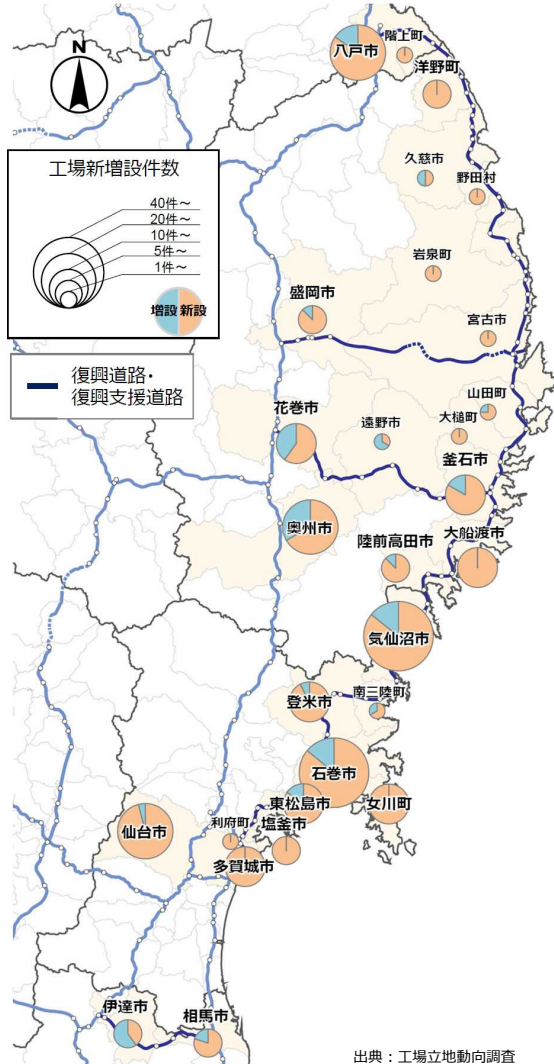 階上町
八戸市
洋野町
N
工場新増設件数
40件～
20件～
10件～
5件～
1件～
増設 新設
復興道路・
復興支援道路
久慈市
野田村
岩泉町
盛岡市
宮古市
山田町
花巻市
遠野市
大槌町
釜石市
奥州市
陸前高田市
大船渡市
気仙沼市
登米市
南三陸町
石巻市
東松島市
女川町
仙台市
利府町
塩釜市
多賀城市
伊達市
相馬市
出典：工場立地動向調査